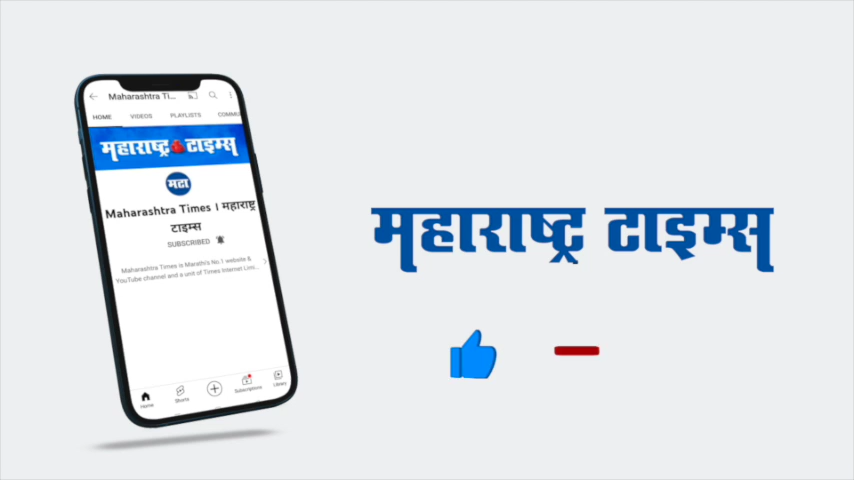 Maharashtra Ti...
HOME VIDEOS PLAYLISTS COMMU
महाराष्ट्र टाइम्स
मटा
Maharashtra Times । महाराष्ट्र
टाइम्स
SUBSCRIBED
Maharashtra Times is Marathi's No.1 website &
YouTube channel and a unit of Times Internet Limi...
Home Shorts Subscriptions Library
महाराष्ट्र टाइम्स